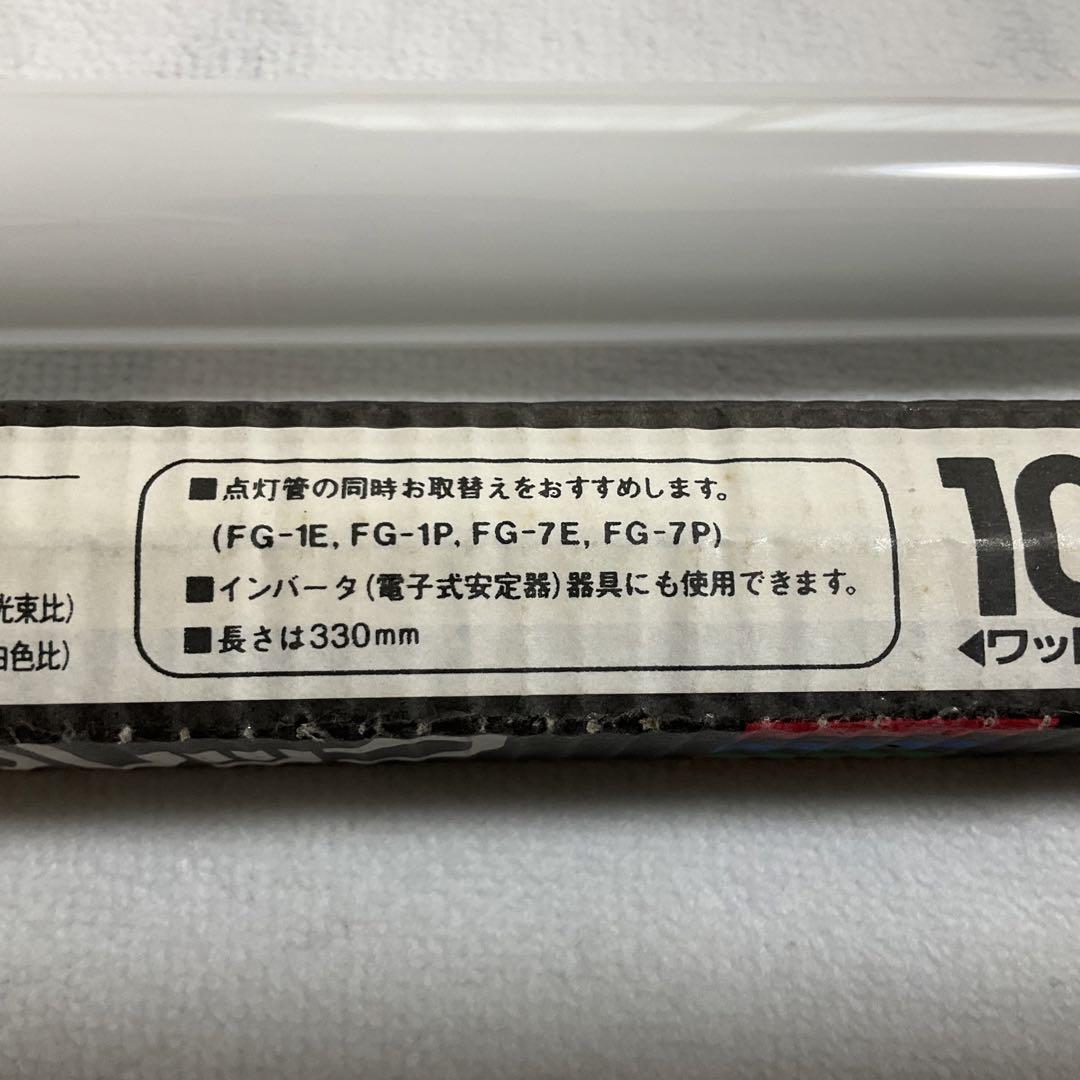 ■点灯管の同時お取替えをおすすめします。
(FG-1E, FG-1P, FG-7E, FG-7P)
■インバータ(電子式安定器)器具にも使用できます。
■長さは330mm
光束比)
白色比)
10
◀ワット